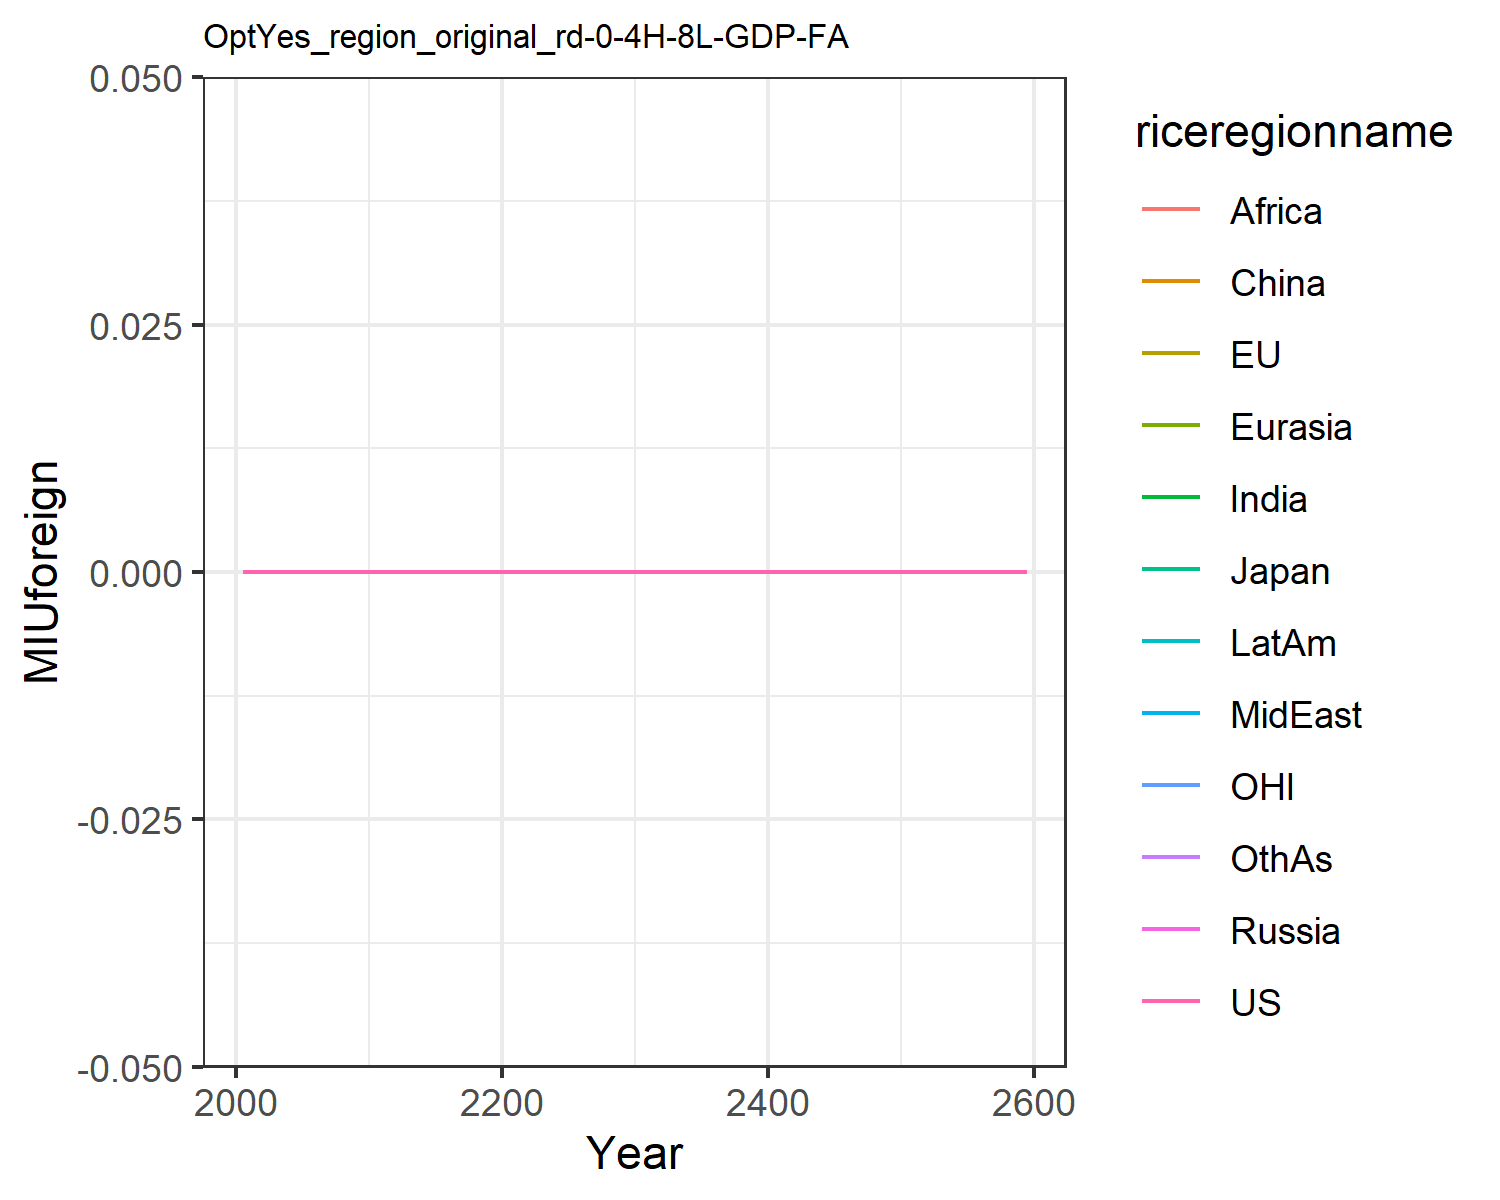 OptYes_region_original_rd-0-4H-8L-GDP-FA
0.050
0.025
0.000
-0.025
-0.050
MIUforeign
2000 2200 2400 2600
Year
riceregionname
Africa
China
EU
Eurasia
India
Japan
LatAm
MidEast
OHI
OthAs
Russia
US